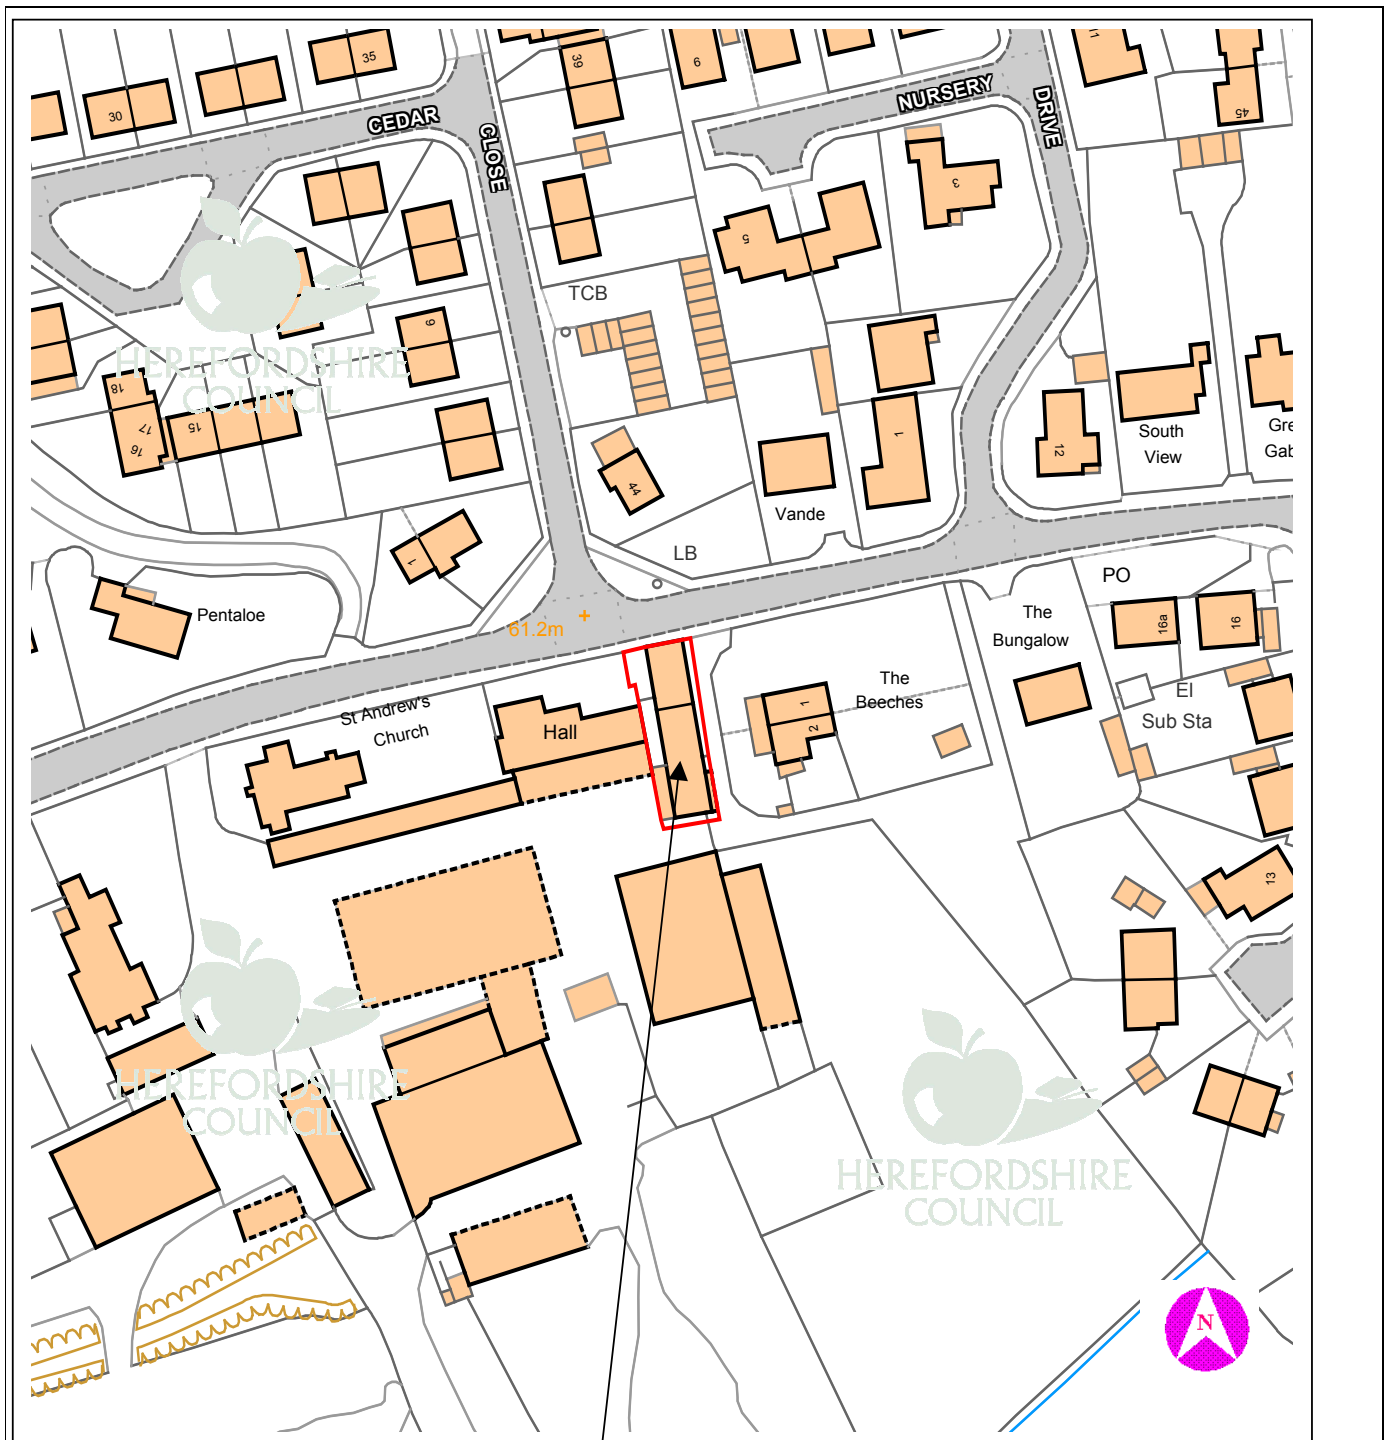 35
39
9
11
30
CEDAR
CLOSE
NURSERY
DRIVE
45
3
5
TCB
9
HEREFORDSHIRE
COUNCIL
18
17
16
15
1
12
South
View
Gre
Gab
44
Vande
LB
1
PO
Pentaloe
61.2m
The
Bungalow
16a
16
The
Beeches
1
2
El
Sub Sta
St Andrew's
Church
Hall
13
HEREFORDSHIRE
COUNCIL
HEREFORDSHIRE
COUNCIL
N